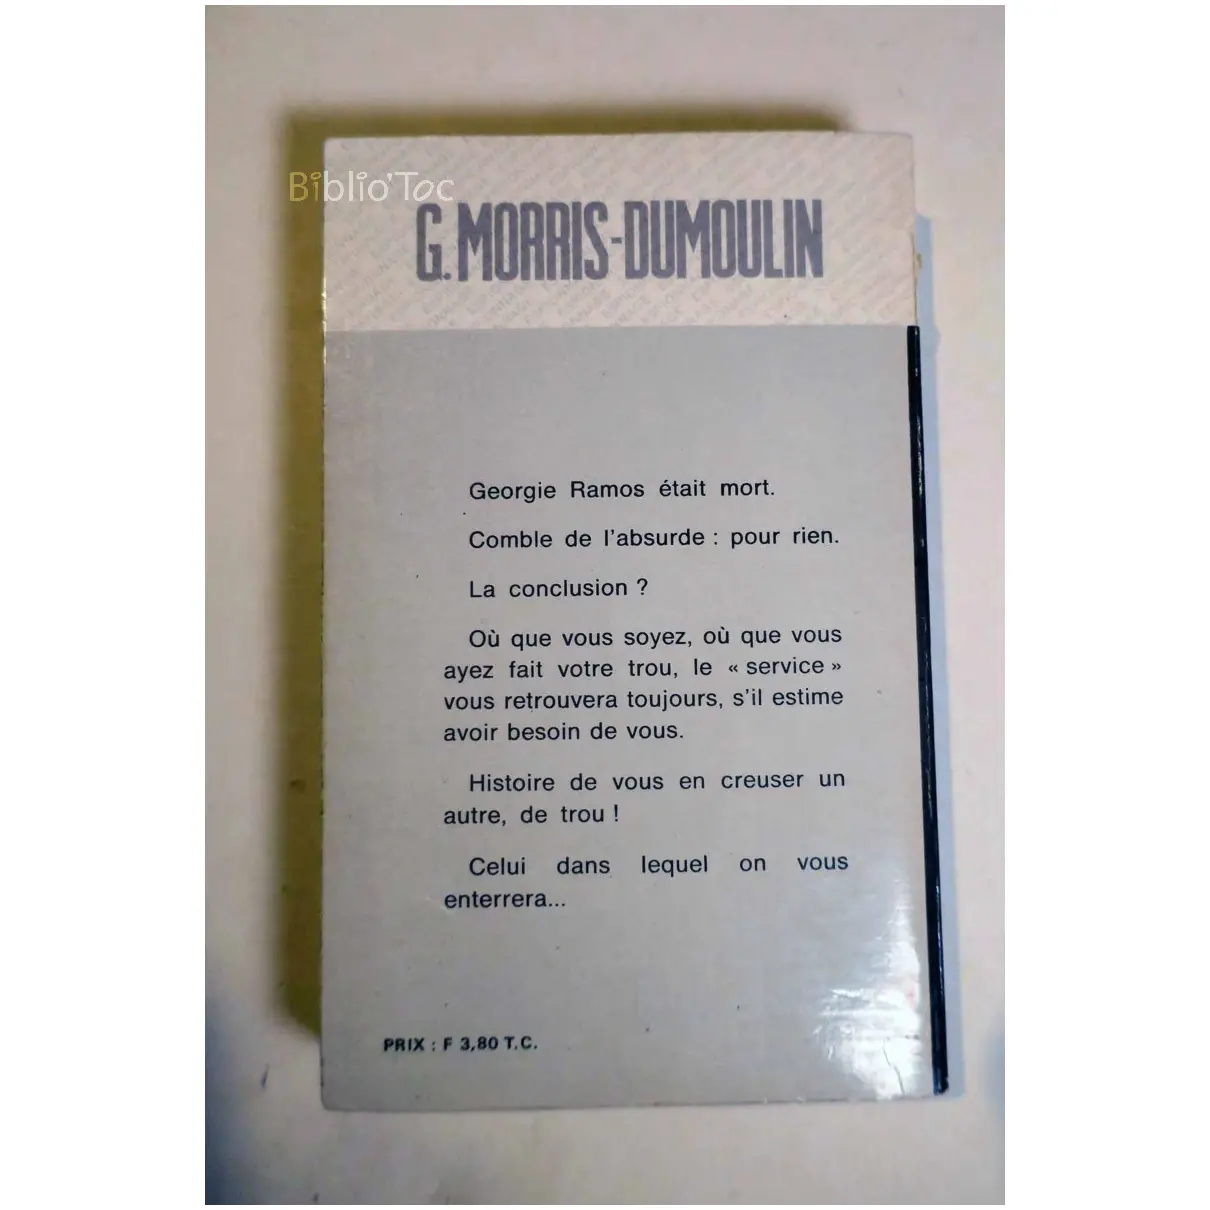 Biblio'Toc
G. MORRIS-DUMOULIN
Georgie Ramos était mort.
Comble de l'absurde : pour rien.
La conclusion ?
Où que vous soyez, où que vous
ayez fait votre trou, le « service »
vous retrouvera toujours, s'il estime
avoir besoin de vous.
Histoire de vous en creuser un
autre, de trou !
Celui dans lequel on vous
enterrera...
PRIX : F 3,80 T.C.